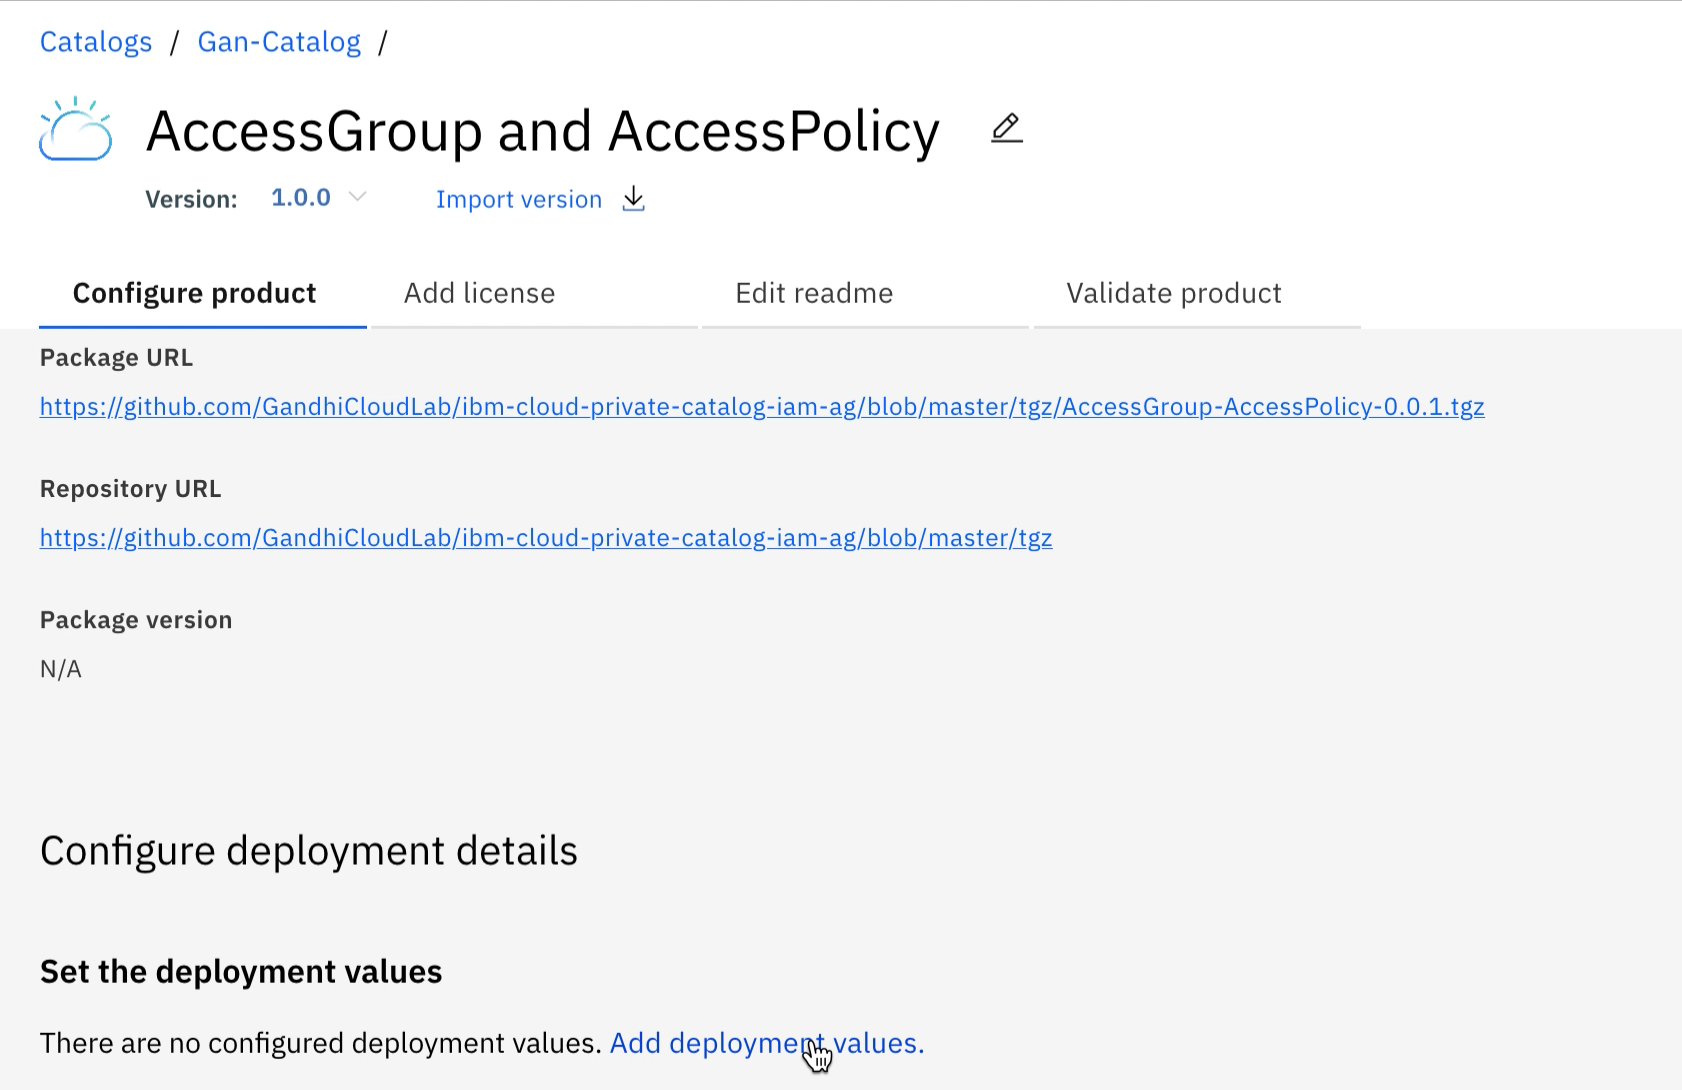 Catalogs / Gan-Catalog /
AccessGroup and AccessPolicy
Version: 1.0.0 Import version
Configure product Add license Edit readme Validate product
Package URL
https://github.com/GandhiCloudLab/ibm-cloud-private-catalog-iam-ag/blob/master/tgz/AccessGroup-AccessPolicy-0.0.1.tgz
Repository URL
https://github.com/GandhiCloudLab/ibm-cloud-private-catalog-iam-ag/blob/master/tgz
Package version
N/A
Configure deployment details
Set the deployment values
There are no configured deployment values. Add deployment values.